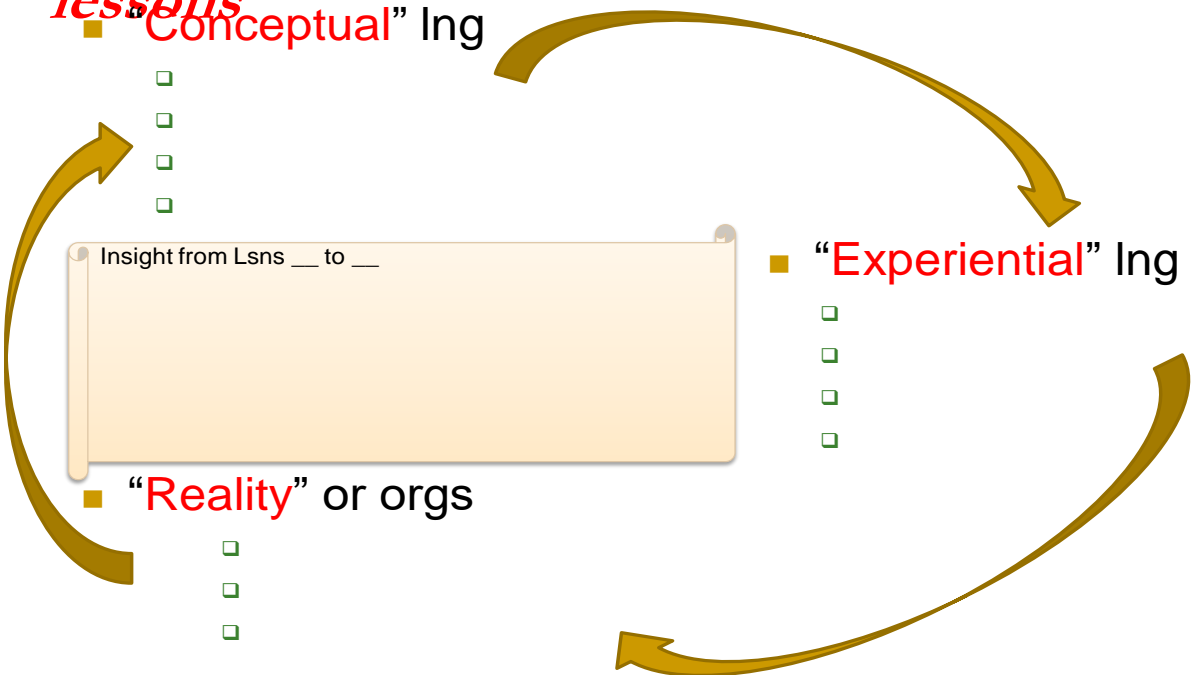 lessons
“Conceptual” lng
Insight from Lsns __ to __
“Experiential” lng
“Reality” or orgs